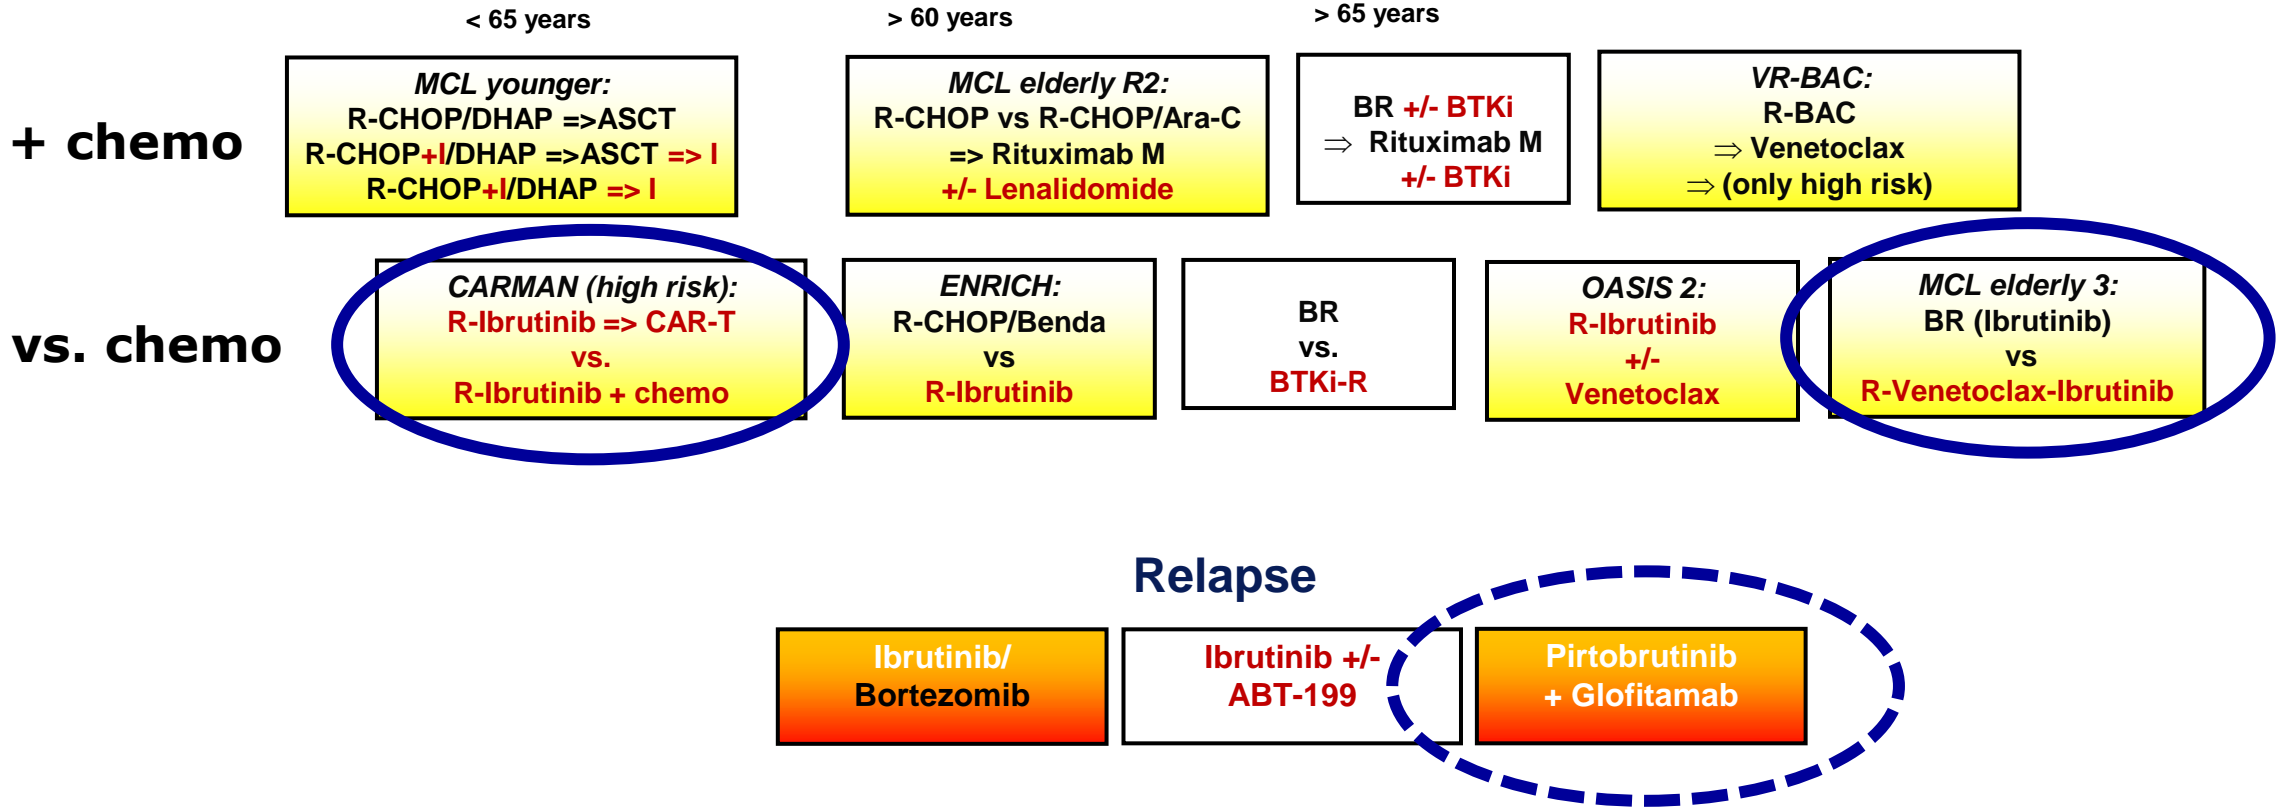 < 65 years
> 60 years
> 65 years
+ chemo
MCL younger:
R-CHOP/DHAP =>ASCT
R-CHOP+I/DHAP =>ASCT => I
R-CHOP+I/DHAP => I
MCL elderly R2:
R-CHOP vs R-CHOP/Ara-C
=> Rituximab M
+/- Lenalidomide
BR +/- BTKi
⇒ Rituximab M
+/- BTKi
VR-BAC:
R-BAC
⇒ Venetoclax
⇒ (only high risk)
vs. chemo
CARMAN (high risk):
R-Ibrutinib => CAR-T
vs.
R-Ibrutinib + chemo
ENRICH:
R-CHOP/Benda
vs
R-Ibrutinib
BR
vs.
BTKi-R
OASIS 2:
R-Ibrutinib
+/-
Venetoclax
MCL elderly 3:
BR (Ibrutinib)
vs
R-Venetoclax-Ibrutinib
Relapse
Ibrutinib/
Bortezomib
Ibrutinib +/-
ABT-199
Pirtobrutinib
+ Glofitamab